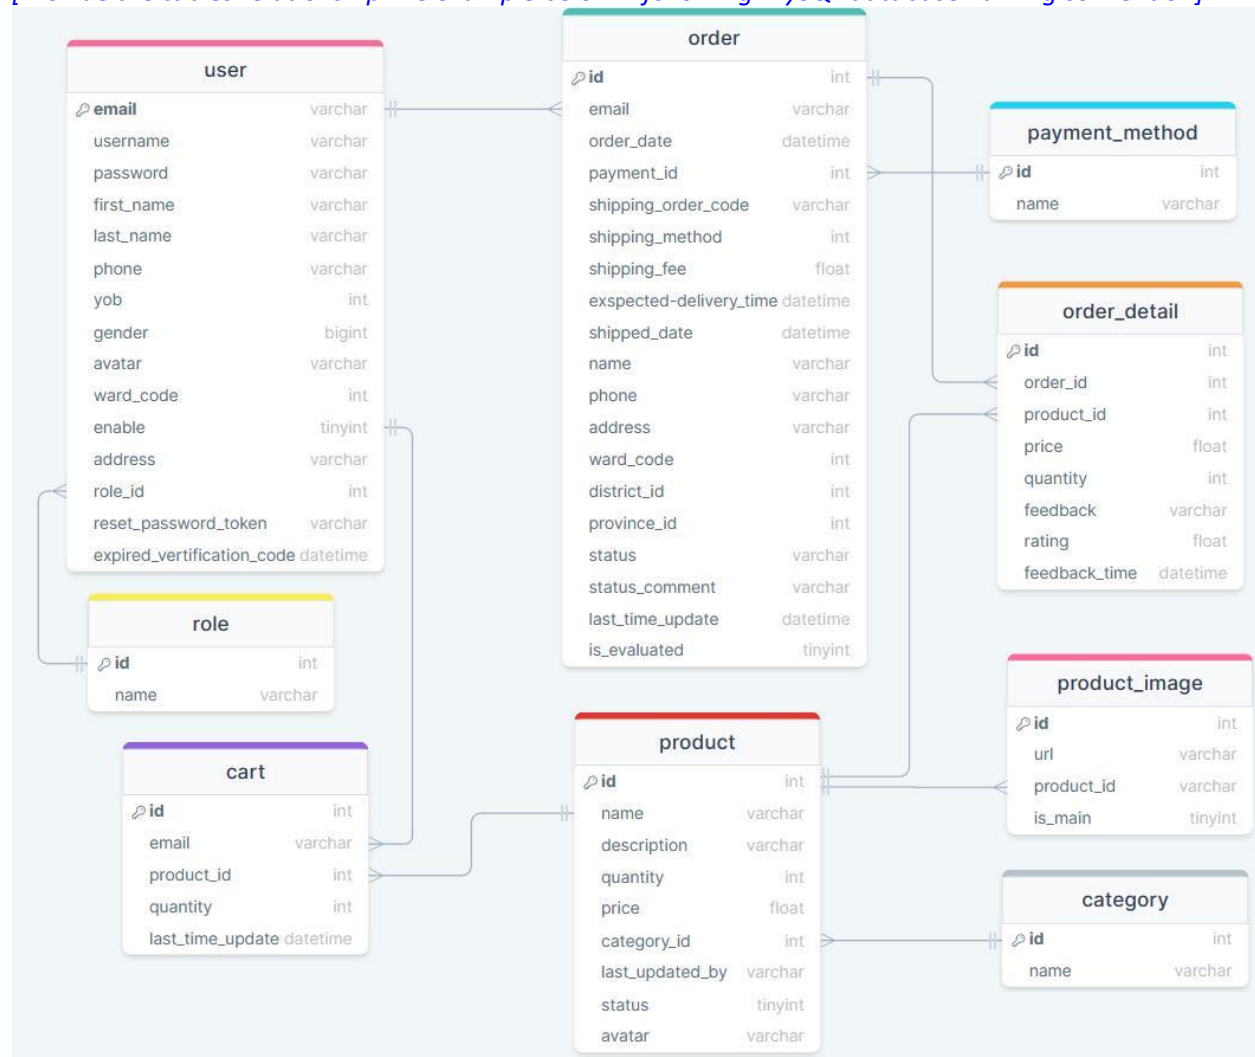 user
email varchar
username varchar
password varchar
first_name varchar
last_name varchar
phone varchar
yob int
gender bigint
avatar varchar
ward_code int
enable tinyint
address varchar
role_id int
reset_password_token varchar
expired_vertification_code datetime
role
id int
name varchar
cart
id int
email varchar
product_id int
quantity int
last_time_update datetime
order
id int
email varchar
order_date datetime
payment_id int
shipping_order_code varchar
shipping_method int
shipping_fee float
exspected-delivery_time datetime
shipped_date datetime
name varchar
phone varchar
address varchar
ward_code int
district_id int
province_id int
status varchar
status_comment varchar
last_time_update datetime
is_evaluated tinyint
product
id int
name varchar
description varchar
quantity int
price float
category_id int
last_updated_by varchar
status tinyint
avatar varchar
payment_method
id int
name varchar
order_detail
id int
order_id int
product_id int
price float
quantity int
feedback varchar
rating float
feedback_time datetime
product_image
id int
url varchar
product_id varchar
is_main tinyint
category
id int
name varchar